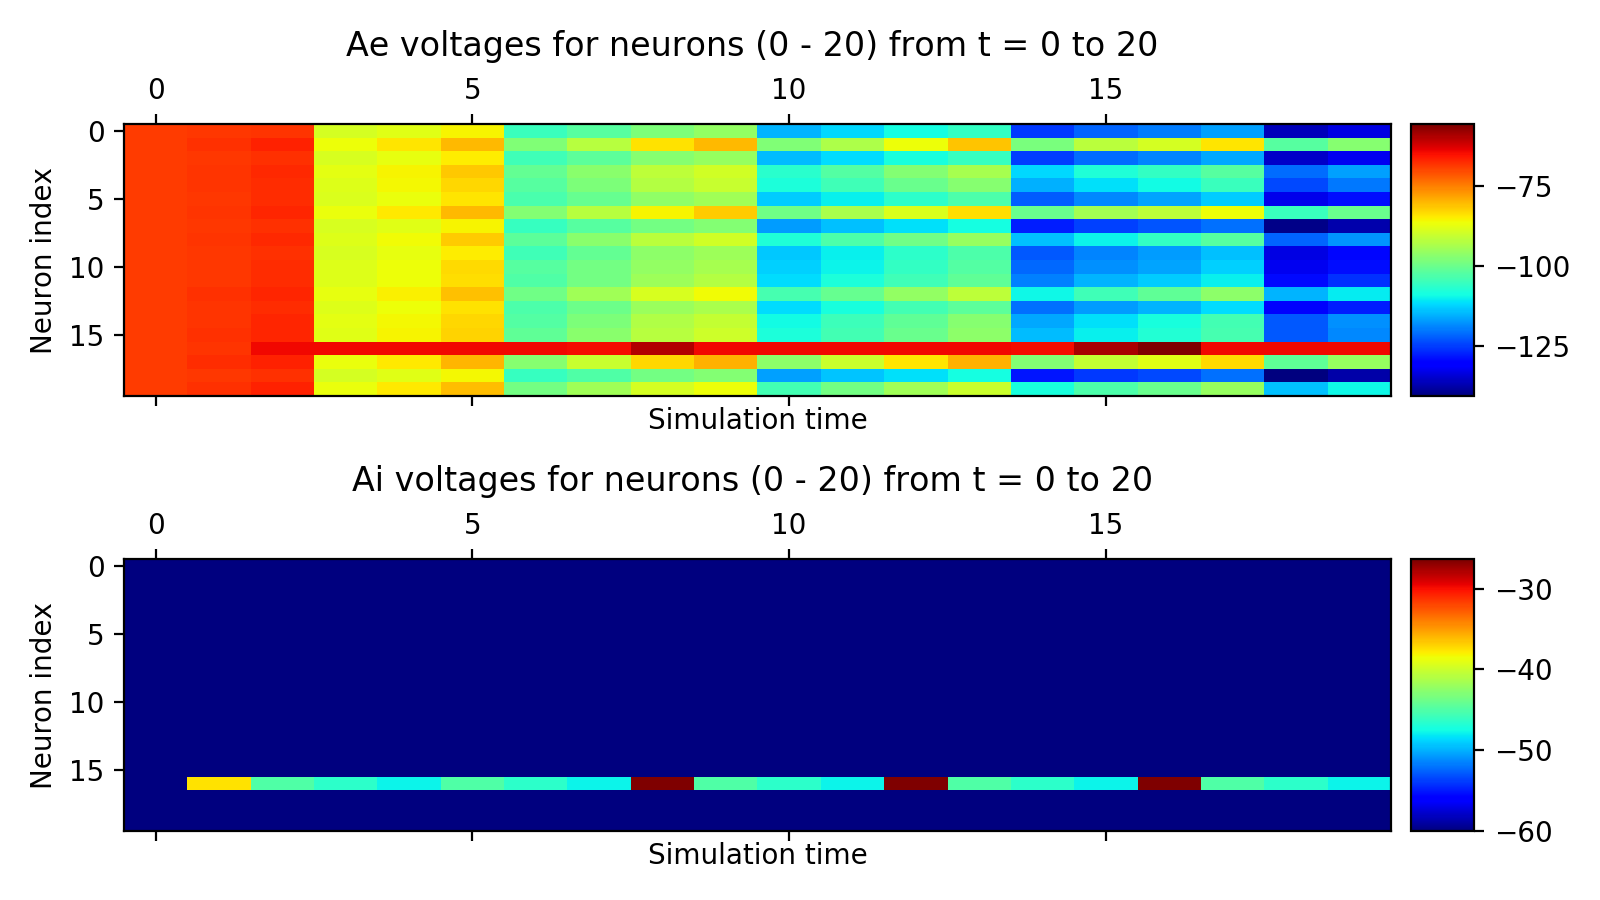 Ae voltages for neurons (0 - 20) from t = 0 to 20
0 5 10 15
Neuron index
0
5
10
15
Simulation time
−75
−100
−125
Ai voltages for neurons (0 - 20) from t = 0 to 20
0 5 10 15
Neuron index
0
5
10
15
Simulation time
−30
−40
−50
−60